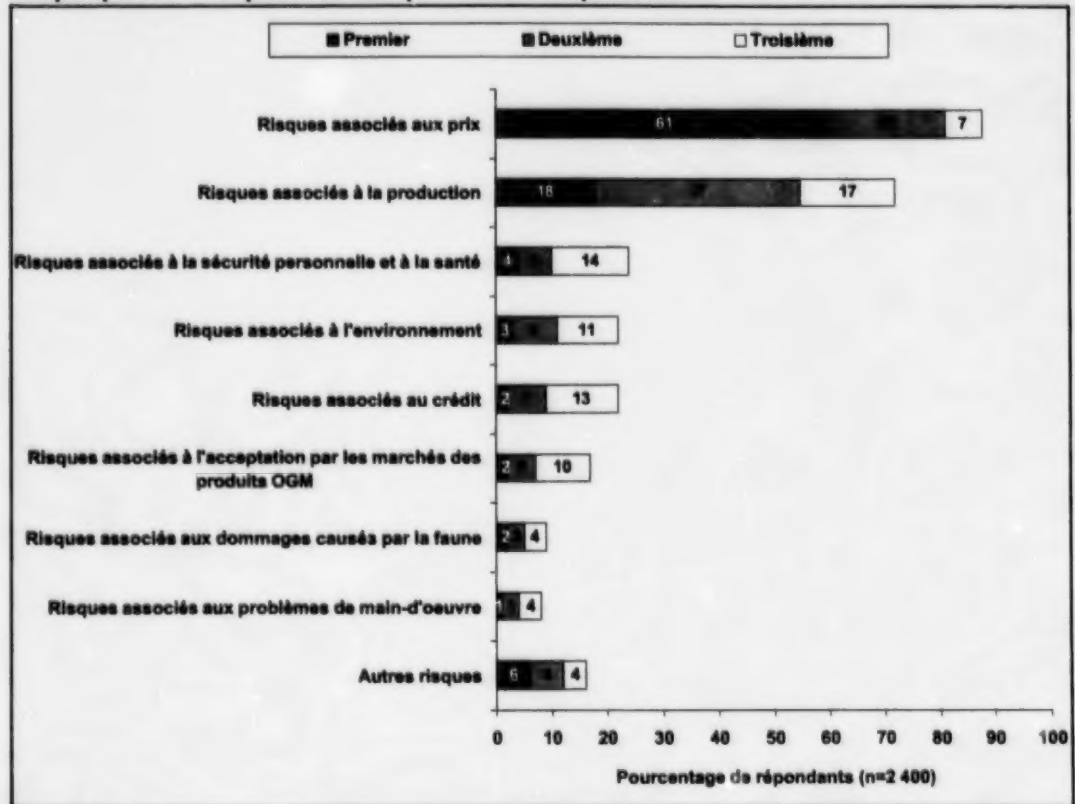 Premier Deuxième Troisième
Risques associés aux prix 61 7
Risques associés à la production 18 17
Risques associés à la sécurité personnelle et à la santé 4 14
Risques associés à l'environnement 3 11
Risques associés au crédit 2 13
Risques associés à l'acceptation par les marchés des
produits OGM 2 10
Risques associés aux dommages causés par la faune 2 4
Risques associés aux problèmes de main-d'oeuvre 1 4
Autres risques 6 4
0 10 20 30 40 50 60 70 80 90 100
Pourcentage de répondants (n=2 400)